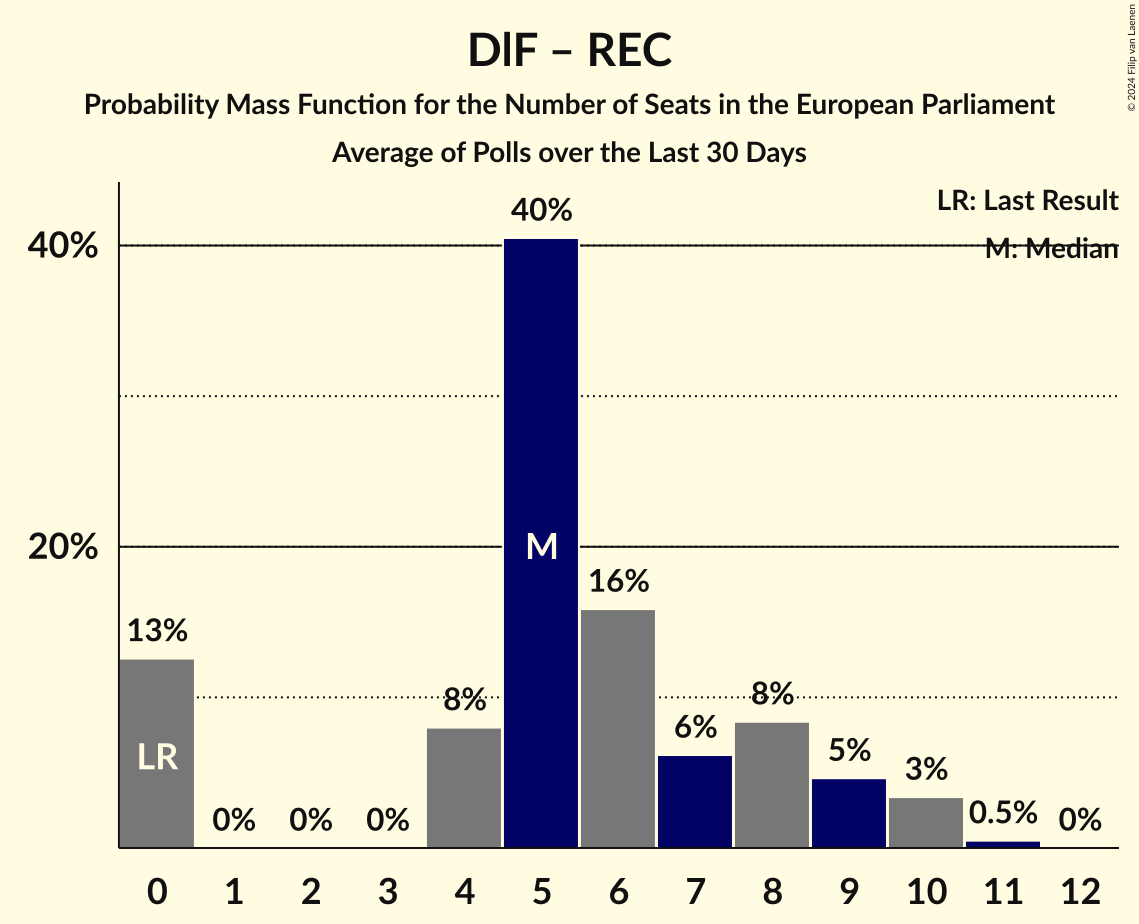 DIF – REC
Probability Mass Function for the Number of Seats in the European Parliament
Average of Polls over the Last 30 Days
© 2024 Filip van Laenen
LR: Last Result
M: Median
40%
20%
13%
0%
0%
0%
8%
40%
16%
6%
8%
5%
3%
0.5%
0%
LR
M
0 1 2 3 4 5 6 7 8 9 10 11 12